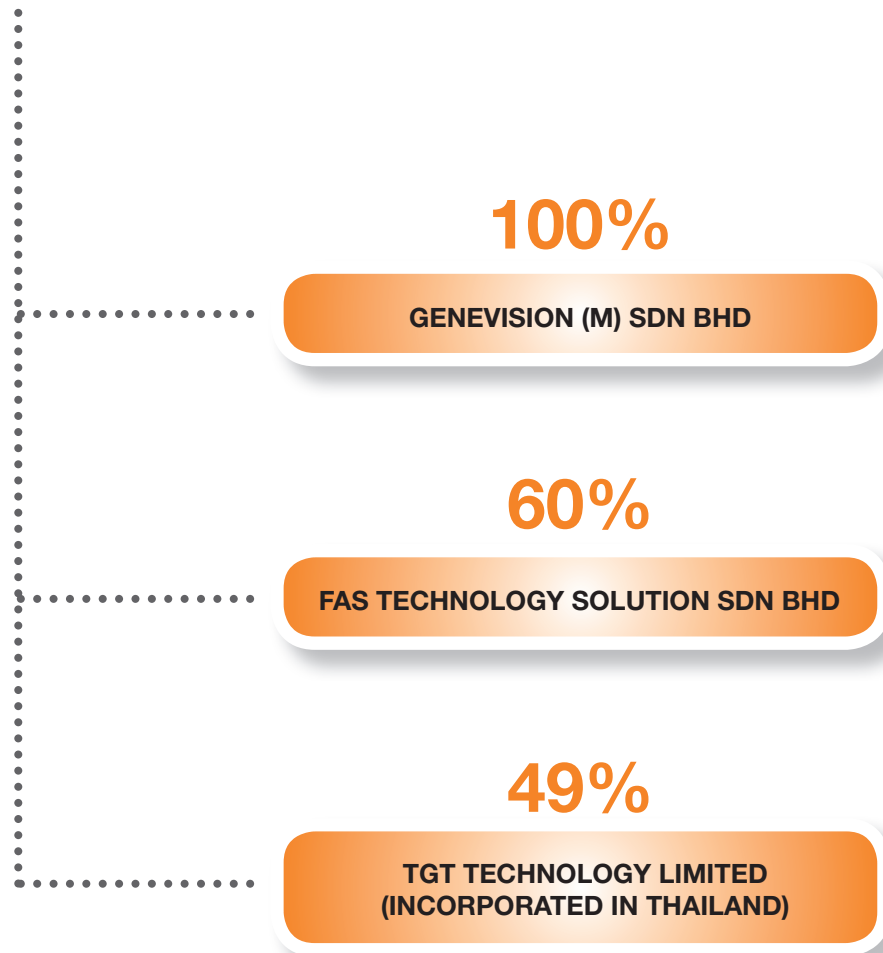 100%
GENEVISION (M) SDN BHD
60%
FAS TECHNOLOGY SOLUTION SDN BHD
49%
TGT TECHNOLOGY LIMITED
(INCORPORATED IN THAILAND)